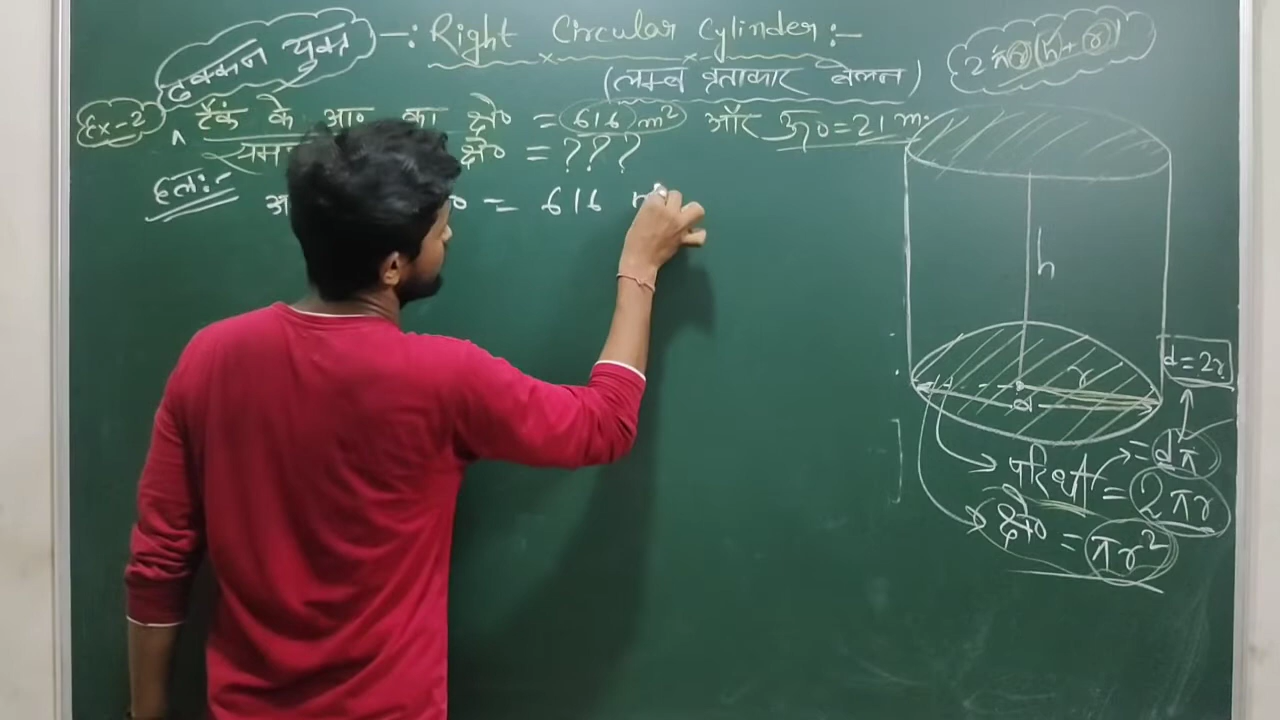 -: Right Circular Cylinder :-
(लम्ब व्रताकार बेलन)
ढक्कन युक्त
2πr(h+r)
Ex-2 टैंक के आ० का क्षे० = 616 m² और ऊ० = 21 m.
क्षे० = ???
हल:-
= 616
h
r
d
d = 2r
परिधी = dπ
= 2πr
क्षे० = πr²